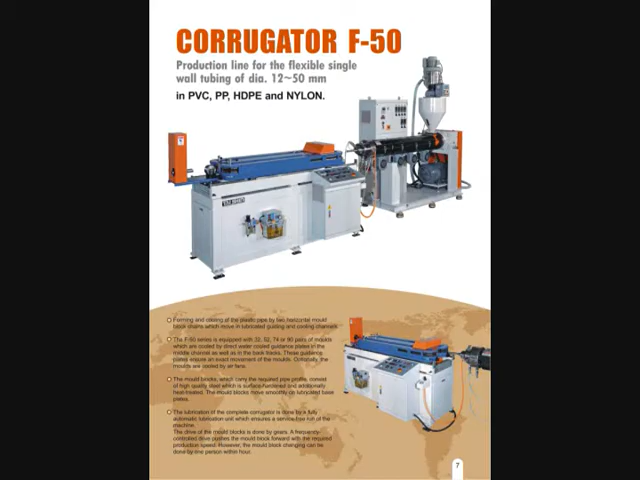 CORRUGATOR F-50
Production line for the flexible single
wall tubing of dia. 12~50 mm
in PVC, PP, HDPE and NYLON.
Forming and cooling of the plastic pipe by two horizontal mould
block chains which move in lubricated guiding and cooling channels.
The F-50 series is equipped with 32, 52, 74 or 90 pairs of moulds
which are cooled by direct water cooled guidance plates in the
middle channel as well as in the back tracks. These guidance
plates ensure an exact movement of the moulds. Optionally the
moulds are cooled by air fans.
The mould blocks, which carry the required pipe profile, consist
of high quality steel which is surface-hardened and additionally
heat-treated. The mould blocks move smoothly on lubricated base
plates.
The lubrication of the complete corrugator is done by a fully
automatic lubrication unit which ensures a service-free run of the
machine.
The drive of the mould blocks is done by gears. A frequency-
controlled drive pushes the mould block forward with the required
production speed. However, the mould block changing can be
done by one person within hour.
7